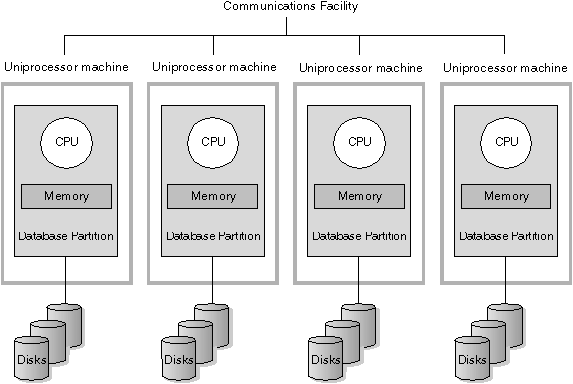 Communications Facility
Uniprocessor machine Uniprocessor machine Uniprocessor machine Uniprocessor machine
CPU CPU CPU CPU
Memory Memory Memory Memory
Database Partition Database Partition Database Partition Database Partition
Disks Disks Disks Disks